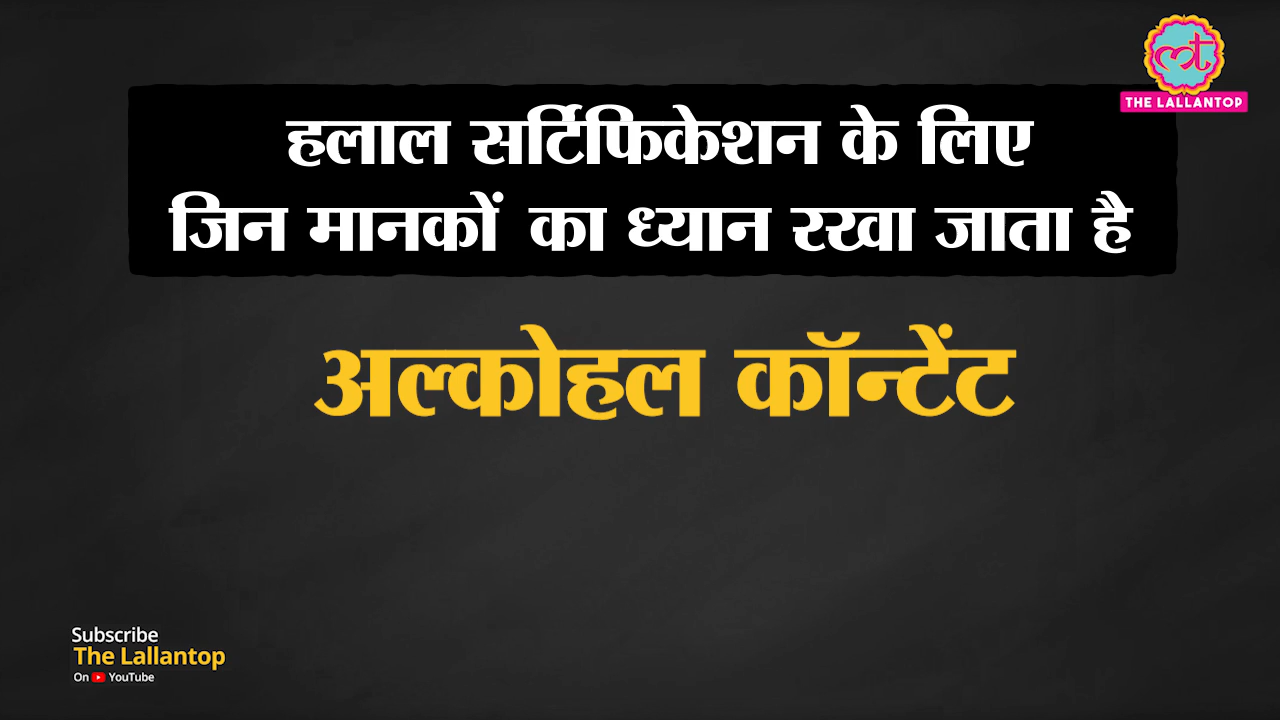 THE LALLANTOP
हलाल सर्टिफिकेशन के लिए
जिन मानकों का ध्यान रखा जाता है
अल्कोहल कॉन्टेंट
Subscribe
The Lallantop
On YouTube